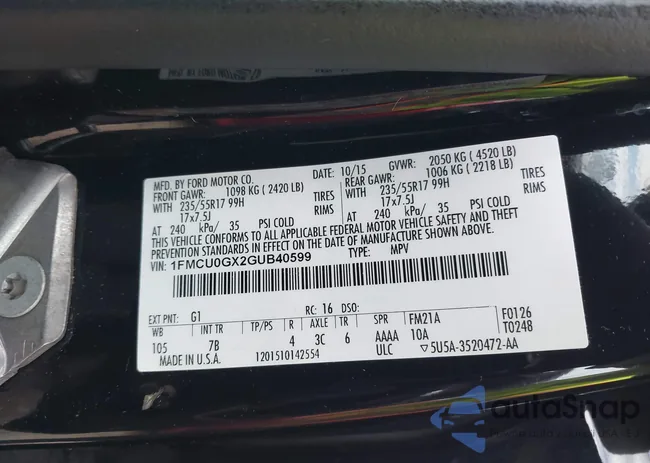 MFD. BY FORD MOTOR CO.
DATE: 10/15 GVWR: 2050 KG (4520 LB)
FRONT GAWR: 1098 KG (2420 LB) REAR GAWR: 1006 KG (2218 LB)
WITH 235/55R17 99H TIRES WITH 235/55R17 99H TIRES
17x7.5J RIMS 17x7.5J RIMS
AT 240 kPa/ 35 PSI COLD AT 240 kPa/ 35 PSI COLD
THIS VEHICLE CONFORMS TO ALL APPLICABLE FEDERAL MOTOR VEHICLE SAFETY AND THEFT
PREVENTION STANDARDS IN EFFECT ON THE DATE OF MANUFACTURE SHOWN ABOVE.
VIN: 1FMCU0GX2GUB40599 TYPE: MPV
EXT PNT: G1 RC: 16 DSO: F0126
WB INT TR TP/PS R AXLE TR SPR FM21A T0248
105 7B 4 3C 6 AAAA 10A
MADE IN U.S.A. 1201510142554 ULC ▽5U5A-3520472-AA
autoSnap